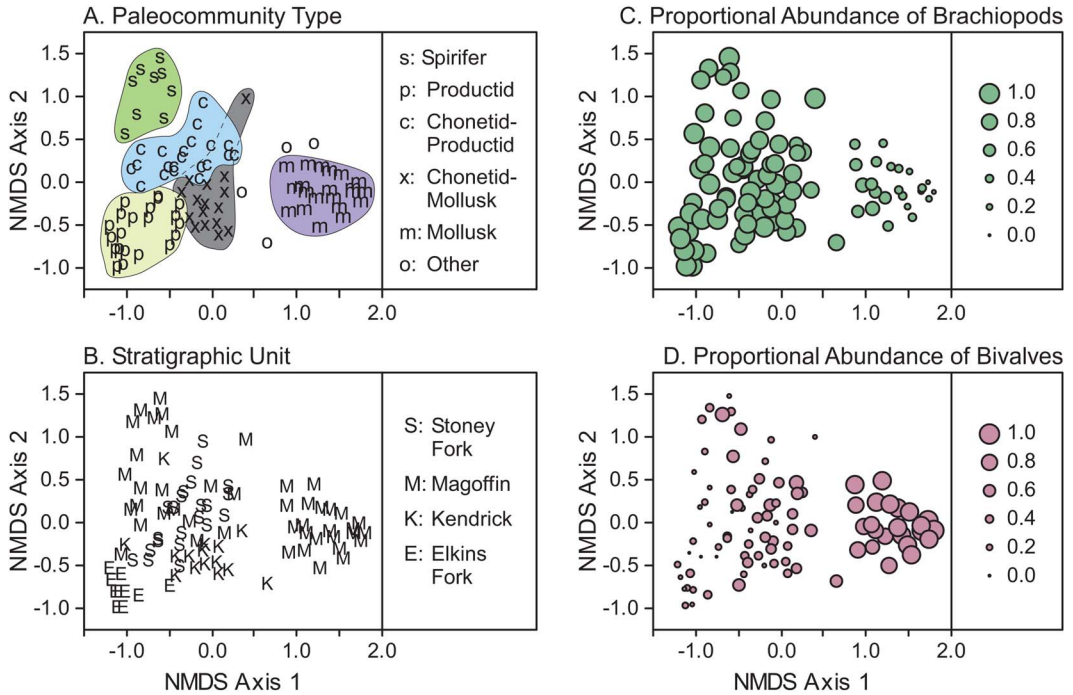 A. Paleocommunity Type
NMDS Axis 2
1.5
1.0
0.5
0.0
-0.5
-1.0
-1.0
0.0
1.0
2.0
s: Spirifer
p: Productid
c: Chonetid-
Productid
x: Chonetid-
Mollusk
m: Mollusk
o: Other
C. Proportional Abundance of Brachiopods
NMDS Axis 2
1.5
1.0
0.5
0.0
-0.5
-1.0
-1.0
0.0
1.0
2.0
1.0
0.8
0.6
0.4
0.2
0.0
B. Stratigraphic Unit
NMDS Axis 2
1.5
1.0
0.5
0.0
-0.5
-1.0
-1.0
0.0
1.0
2.0
NMDS Axis 1
S: Stoney
Fork
M: Magoffin
K: Kendrick
E: Elkins
Fork
D. Proportional Abundance of Bivalves
NMDS Axis 2
1.5
1.0
0.5
0.0
-0.5
-1.0
-1.0
0.0
1.0
2.0
NMDS Axis 1
1.0
0.8
0.6
0.4
0.2
0.0